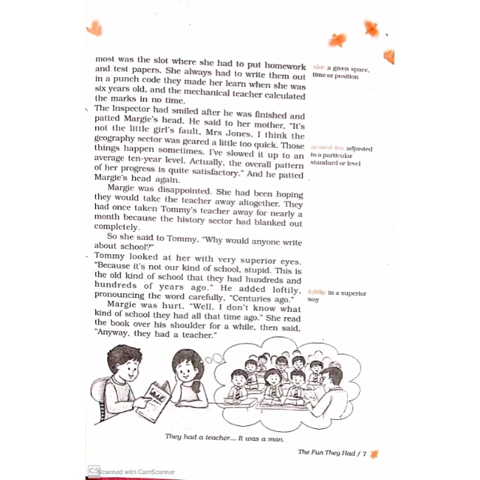 most was the slot where she had to put homework
and test papers. She always had to write them out
in a punch code they made her learn when she was
six years old, and the mechanical teacher calculated
the marks in no time.
The Inspector had smiled after he was finished and
patted Margie's head. He said to her mother, "It's
not the little girl's fault, Mrs Jones. I think the
geography sector was geared a little too quick. Those
things happen sometimes. I've slowed it up to an
average ten-year level. Actually, the overall pattern
of her progress is quite satisfactory." And he patted
Margie's head again.
Margie was disappointed. She had been hoping
they would take the teacher away altogether. They
had once taken Tommy's teacher away for nearly a
month because the history sector had blanked out
completely.
So she said to Tommy, "Why would anyone write
about school?"
Tommy looked at her with very superior eyes.
"Because it's not our kind of school, stupid. This is
the old kind of school that they had hundreds and
hundreds of years ago." He added loftily,
pronouncing the word carefully, "Centuries ago."
Margie was hurt. "Well, I don't know what
kind of school they had all that time ago." She read
the book over his shoulder for a while, then said,
"Anyway, they had a teacher."
slot: a given space,
time or position
geared to: adjusted
to a particular
standard or level
loftily: in a superior
way
They had a teacher... It was a man.
The Fun They Had / 7
CS Scanned with CamScanner